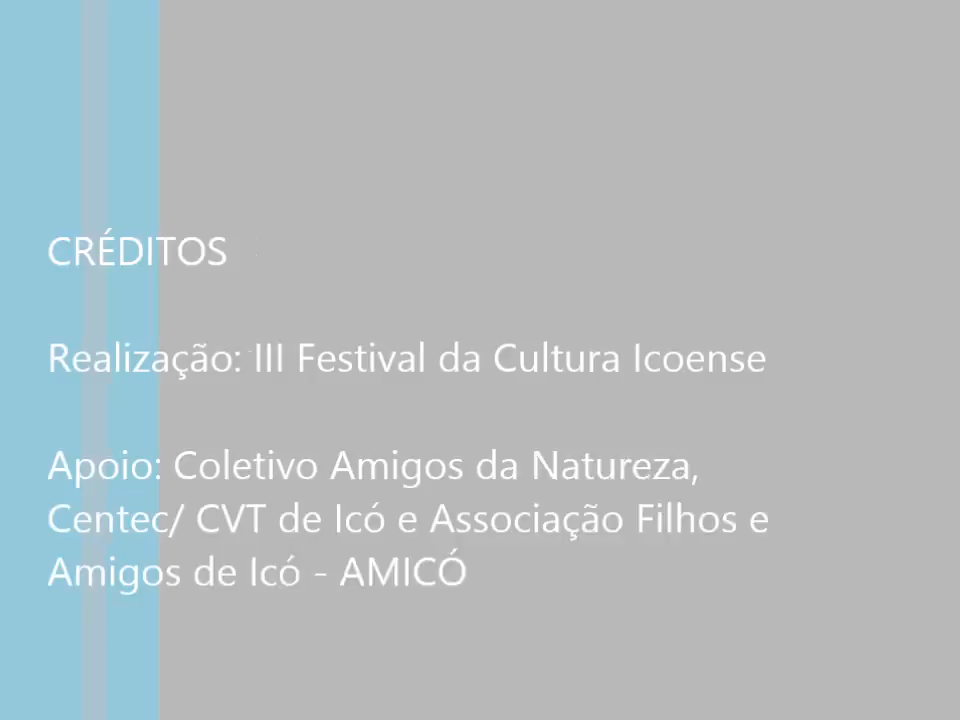 CRÉDITOS
Realização: III Festival da Cultura Icoense
Apoio: Coletivo Amigos da Natureza,
Centec/ CVT de Icó e Associação Filhos e
Amigos de Icó - AMICÓ